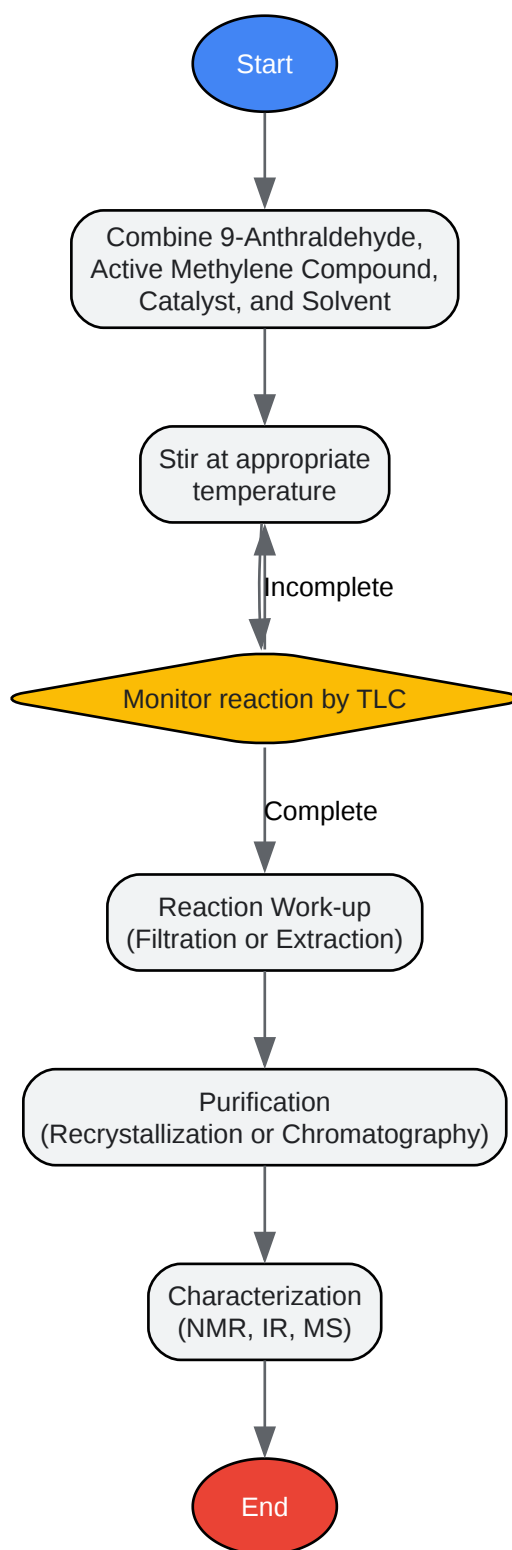 Start
Combine 9-Anthraldehyde,
Active Methylene Compound,
Catalyst, and Solvent
Stir at appropriate
temperature
Incomplete
Monitor reaction by TLC
Complete
Reaction Work-up
(Filtration or Extraction)
Purification
(Recrystallization or Chromatography)
Characterization
(NMR, IR, MS)
End